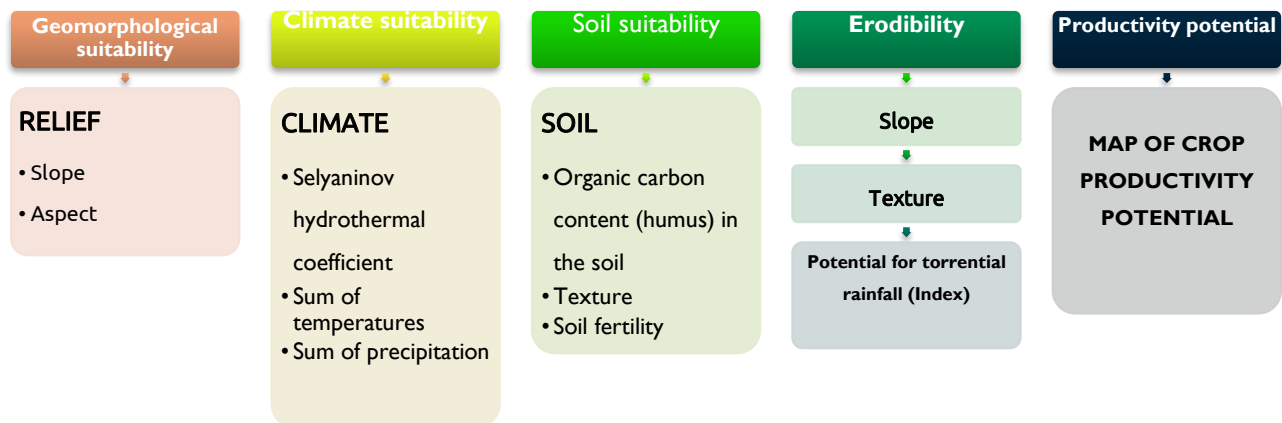 Geomorphological
suitability
RELIEF
• Slope
• Aspect
Climate suitability
CLIMATE
• Selyaninov
hydrothermal
coefficient
• Sum of
temperatures
• Sum of precipitation
Soil suitability
SOIL
• Organic carbon
content (humus) in
the soil
• Texture
• Soil fertility
Erodibility
Slope
Texture
Potential for torrential
rainfall (Index)
Productivity potential
MAP OF CROP
PRODUCTIVITY
POTENTIAL